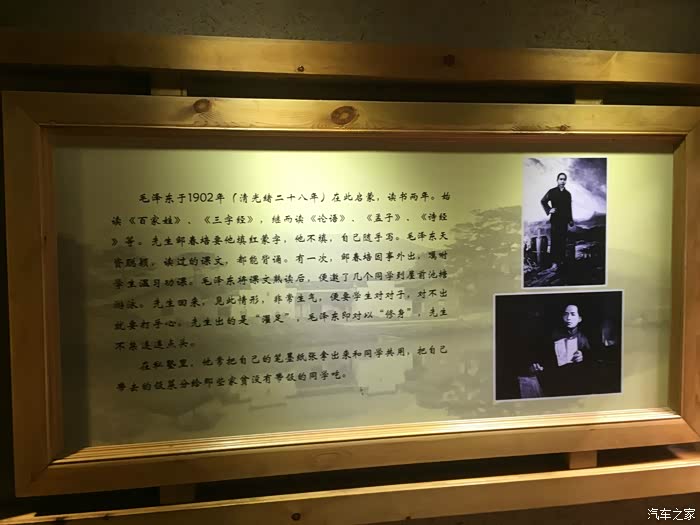 毛泽东于1902年（清光绪二十八年）在此启蒙，读书两年。始
读《百家姓》、《三字经》，继而读《论语》、《孟子》、《诗经
》等。先生邹春培要他填红蒙字，他不填，自己随手写。毛泽东天
资聪颖，读过的课文，都能背诵。有一次，邹春培因事外出，嘱咐
学生温习功课。毛泽东将课文熟读后，便邀了几个同学到屋前池塘
游泳。先生回来，见此情形，非常生气，便要学生对对子，对不出
就要打手心。先生出的是“濯足”，毛泽东即对以“修身”，先生
不禁连连点头。
在私塾里，他常把自己的笔墨纸张拿出来和同学共用，把自己
带去的饭菜分给那些家贫没有带饭的同学吃。
汽车之家